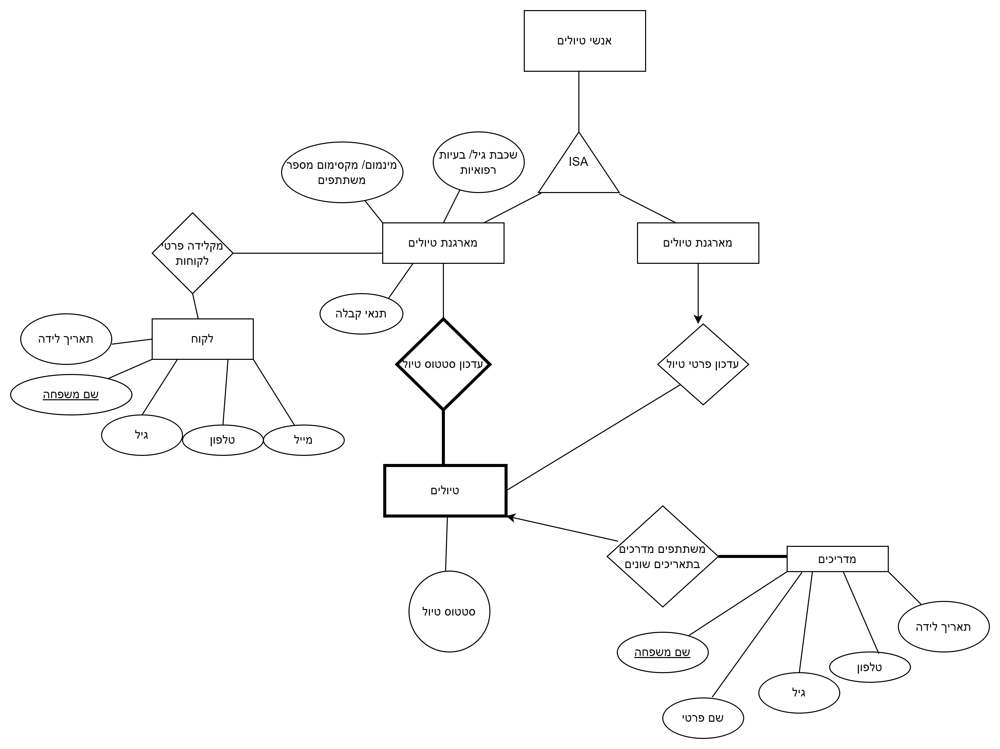 אנשי טיולים
ISA
שכבת גיל/ בעיות
רפואיות
מינמום/ מקסימום מספר
משתתפים
מארגנת טיולים
מארגנת טיולים
מקלידה פרטי
לקוחות
תנאי קבלה
לקוח
תאריך לידה
שם משפחה
גיל
טלפון
מייל
עדכון סטטוס טיול
עדכון פרטי טיול
טיולים
משתתפים מדרכים
בתאריכים שונים
מדריכים
סטטוס טיול
תאריך לידה
שם משפחה
טלפון
גיל
שם פרטי